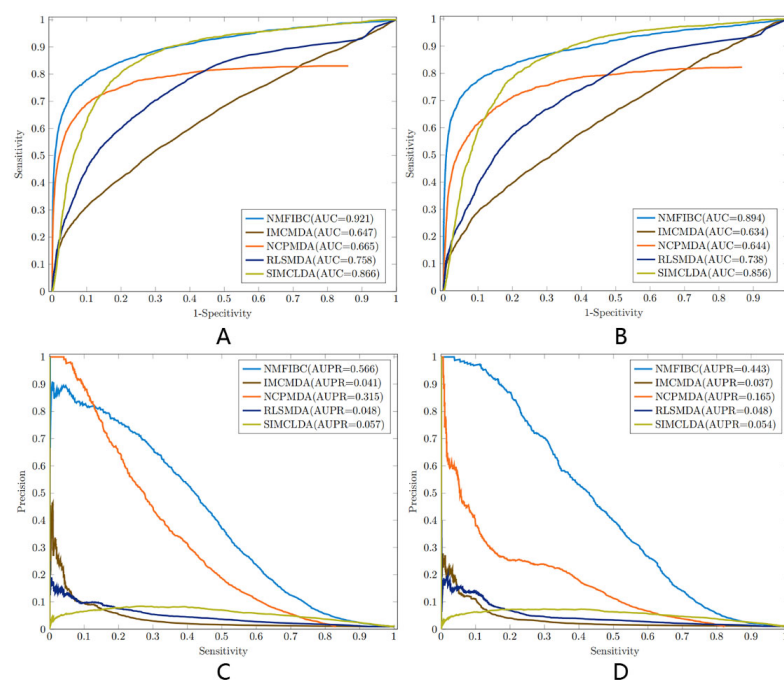 1
0.9
0.8
0.7
0.6
0.5
0.4
0.3
0.2
0.1
0
Sensitivity
NMFIBC(AUC=0.921)
IMCMDA(AUC=0.647)
NCPMDA(AUC=0.665)
RLSMDA(AUC=0.758)
SIMCLDA(AUC=0.866)
0 0.1 0.2 0.3 0.4 0.5 0.6 0.7 0.8 0.9 1
1-Specitivity
A
1
0.9
0.8
0.7
0.6
0.5
0.4
0.3
0.2
0.1
0
Sensitivity
NMFIBC(AUC=0.894)
IMCMDA(AUC=0.634)
NCPMDA(AUC=0.644)
RLSMDA(AUC=0.738)
SIMCLDA(AUC=0.856)
0 0.1 0.2 0.3 0.4 0.5 0.6 0.7 0.8 0.9
1-Specitivity
B
1
0.9
0.8
0.7
0.6
0.5
0.4
0.3
0.2
0.1
0
Precision
NMFIBC(AUPR=0.566)
IMCMDA(AUPR=0.041)
NCPMDA(AUPR=0.315)
RLSMDA(AUPR=0.048)
SIMCLDA(AUPR=0.057)
0 0.1 0.2 0.3 0.4 0.5 0.6 0.7 0.8 0.9 1
Sensitivity
C
1
0.9
0.8
0.7
0.6
0.5
0.4
0.3
0.2
0.1
0
Precision
NMFIBC(AUPR=0.443)
IMCMDA(AUPR=0.037)
NCPMDA(AUPR=0.165)
RLSMDA(AUPR=0.048)
SIMCLDA(AUPR=0.054)
0 0.1 0.2 0.3 0.4 0.5 0.6 0.7 0.8 0.9
Sensitivity
D